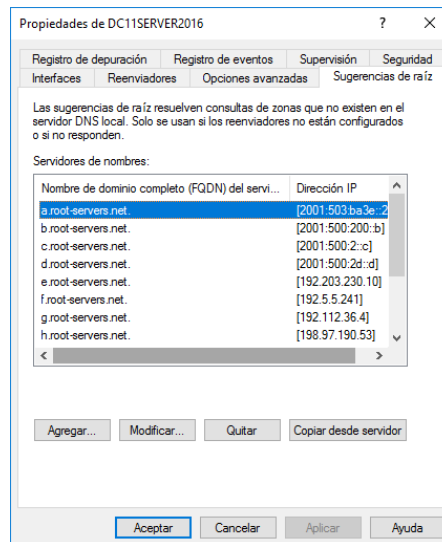 Propiedades de DC11SERVER2016 ? ×
Registro de depuración Registro de eventos Supervisión Seguridad
Interfaces Reenviadores Opciones avanzadas Sugerencias de raíz
Las sugerencias de raíz resuelven consultas de zonas que no existen en el
servidor DNS local. Solo se usan si los reenviadores no están configurados
o si no responden.
Servidores de nombres:
Nombre de dominio completo (FQDN) del servi... Dirección IP
a.root-servers.net. [2001:503:ba3e::2
b.root-servers.net. [2001:500:200::b]
c.root-servers.net. [2001:500:2::c]
d.root-servers.net. [2001:500:2d::d]
e.root-servers.net. [192.203.230.10]
f.root-servers.net. [192.5.5.241]
g.root-servers.net. [192.112.36.4]
h.root-servers.net. [198.97.190.53]
Agregar... Modificar... Quitar Copiar desde servidor
Aceptar Cancelar Aplicar Ayuda